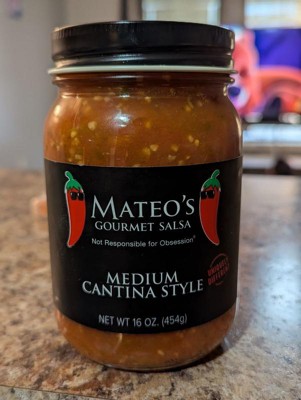 MATEO'S
GOURMET SALSA
Not Responsible for Obsession®
MEDIUM
CANTINA STYLE
NET WT 16 OZ. (454g)